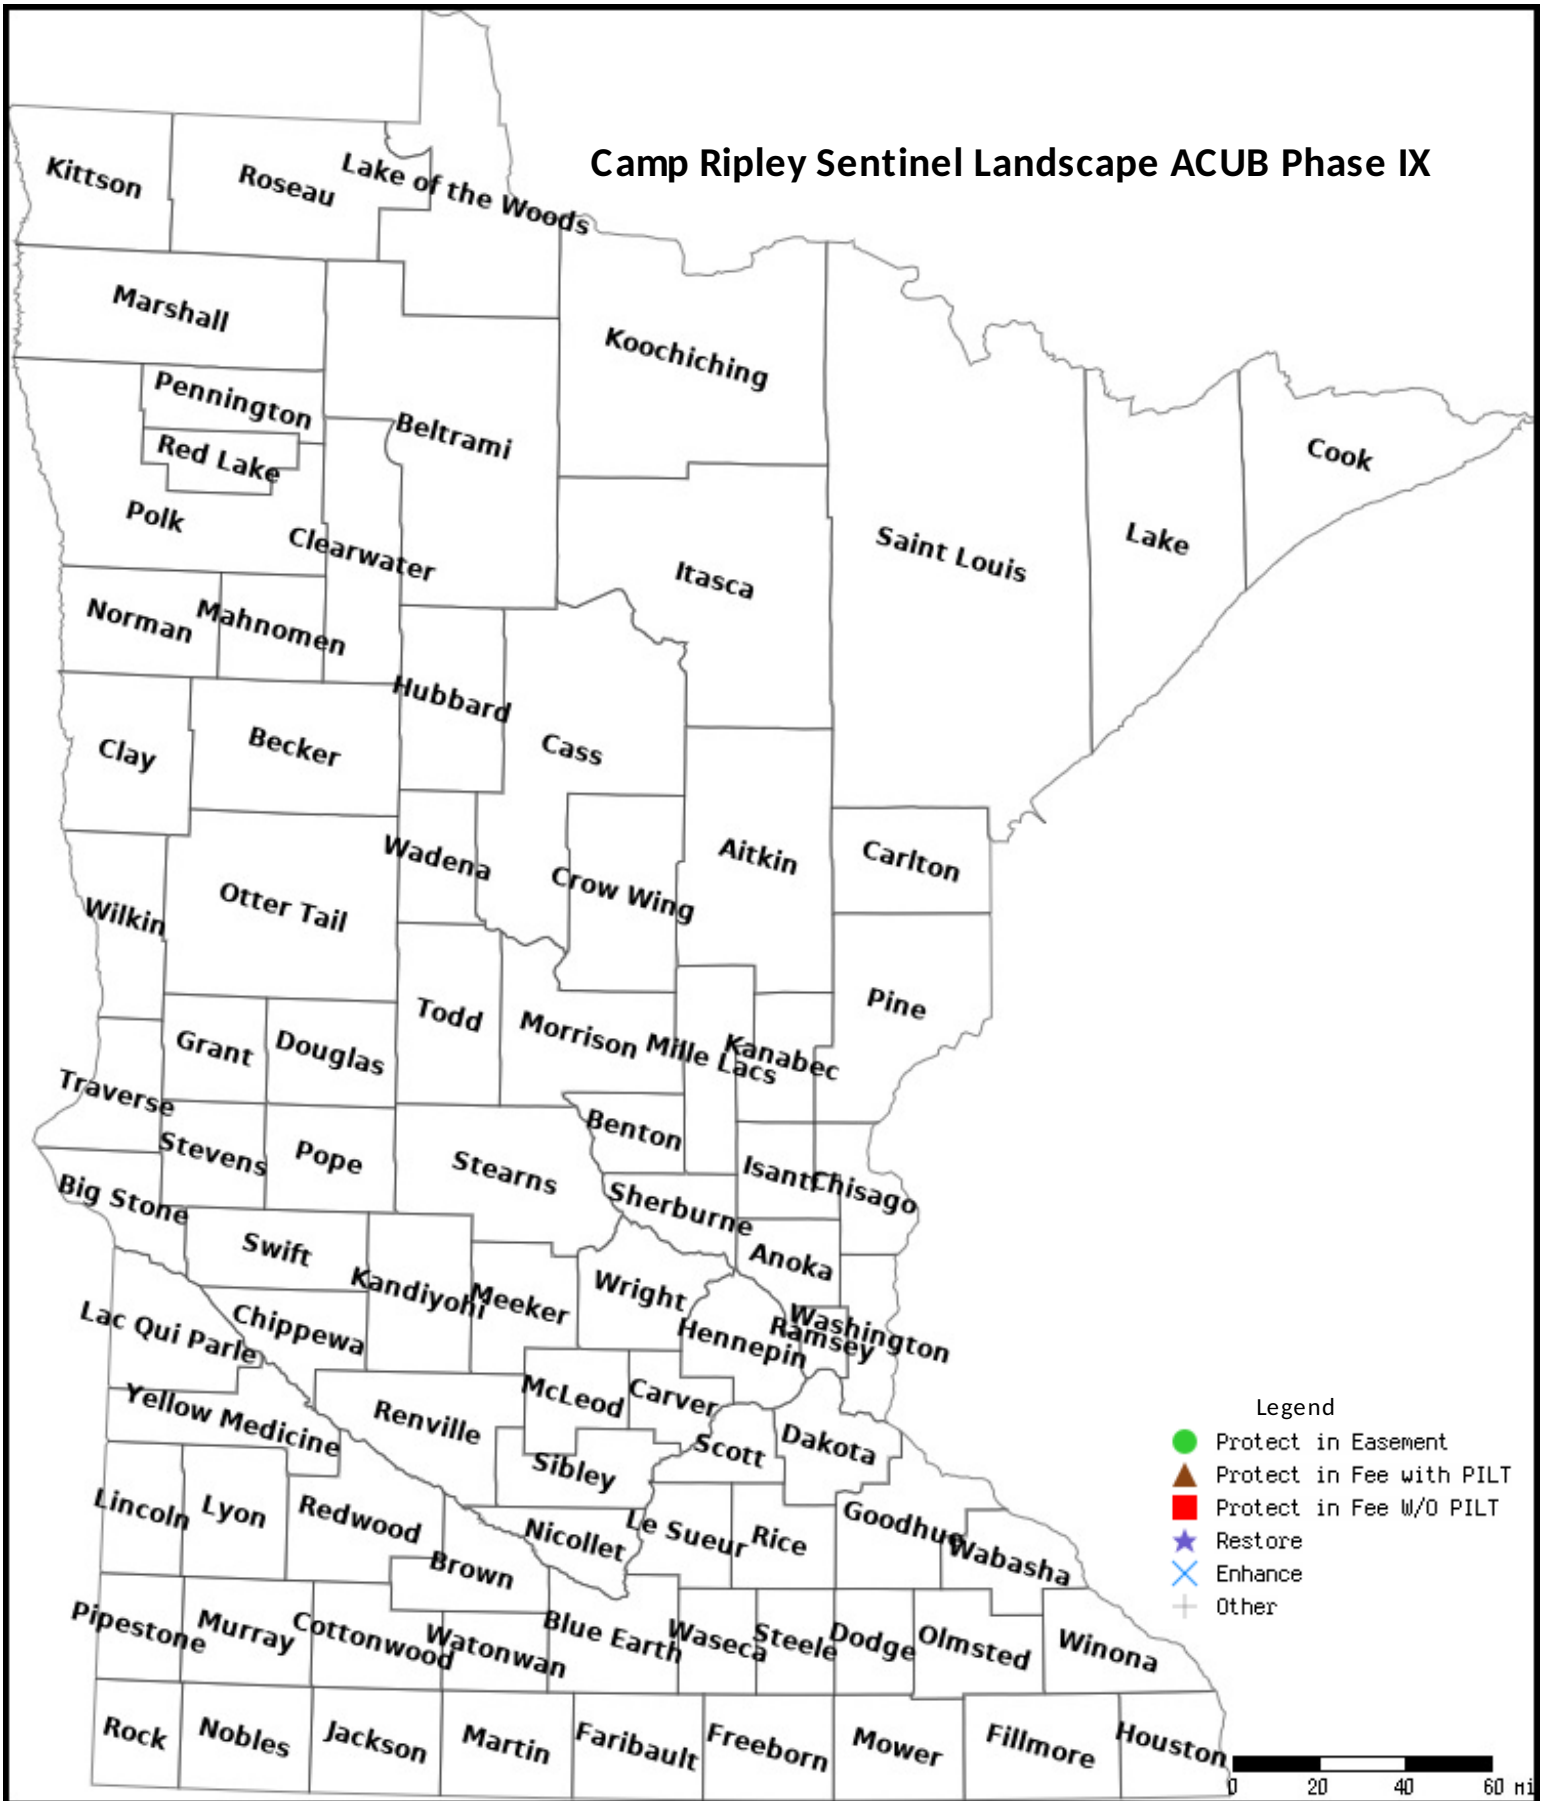 Camp Ripley Sentinel Landscape ACUB Phase IX
Kittson
Roseau
Lake of the Woods
Marshall
Koochiching
Pennington
Beltrami
Red Lake
Cook
Polk
Clearwater
Saint Louis
Lake
Itasca
Norman
Mahnomen
Hubbard
Clay
Becker
Cass
Wadena
Aitkin
Carlton
Crow Wing
Otter Tail
Wilkin
Todd
Morrison
Pine
Grant
Douglas
Mille Lacs
Kanabec
Traverse
Benton
Stevens
Pope
Stearns
Isanti
Chisago
Big Stone
Sherburne
Swift
Anoka
Kandiyohi
Meeker
Wright
Lac Qui Parle
Chippewa
Hennepin
Ramsey
Washington
McLeod
Carver
Yellow Medicine
Renville
Scott
Dakota
Sibley
Lincoln
Lyon
Redwood
Nicollet
Le Sueur
Rice
Goodhue
Wabasha
Brown
Pipestone
Murray
Cottonwood
Watonwan
Blue Earth
Waseca
Steele
Dodge
Olmsted
Winona
Rock
Nobles
Jackson
Martin
Faribault
Freeborn
Mower
Fillmore
Houston
Legend
Protect in Easement
Protect in Fee with PILT
Protect in Fee W/O PILT
Restore
Enhance
Other
0 20 40 60 mi